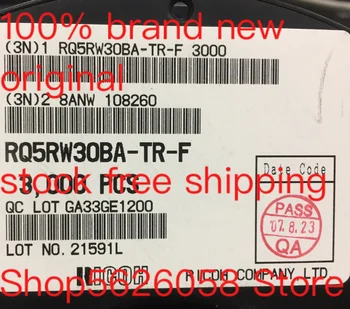 100% brand new
(3N)1 RQ5RW30BA-TR-F 3000
original
(3N)2 8ANW 108260
RQ5RW30BA-TR-F
stock free shipping
3,000 PCS
Date Code
QC LOT GA33GE1200
PASS
07.8.23
QA
LOT NO. 21591L
RICOH
RICOH COMPANY LTD
Shop5626058 Store